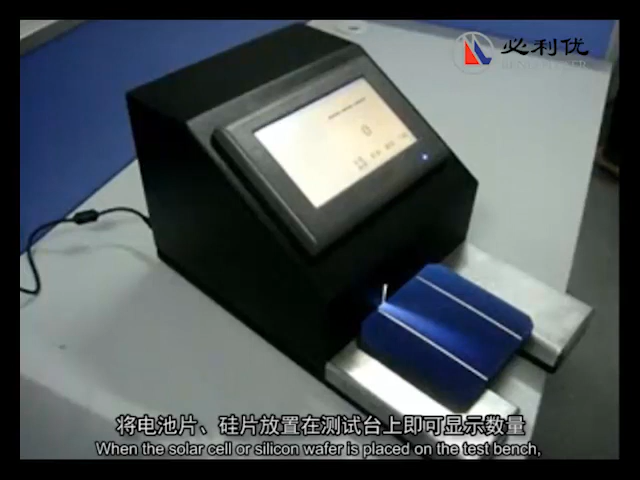 必利优
0
将电池片、硅片放置在测试台上即可显示数量
When the solar cell or silicon wafer is placed on the test bench,